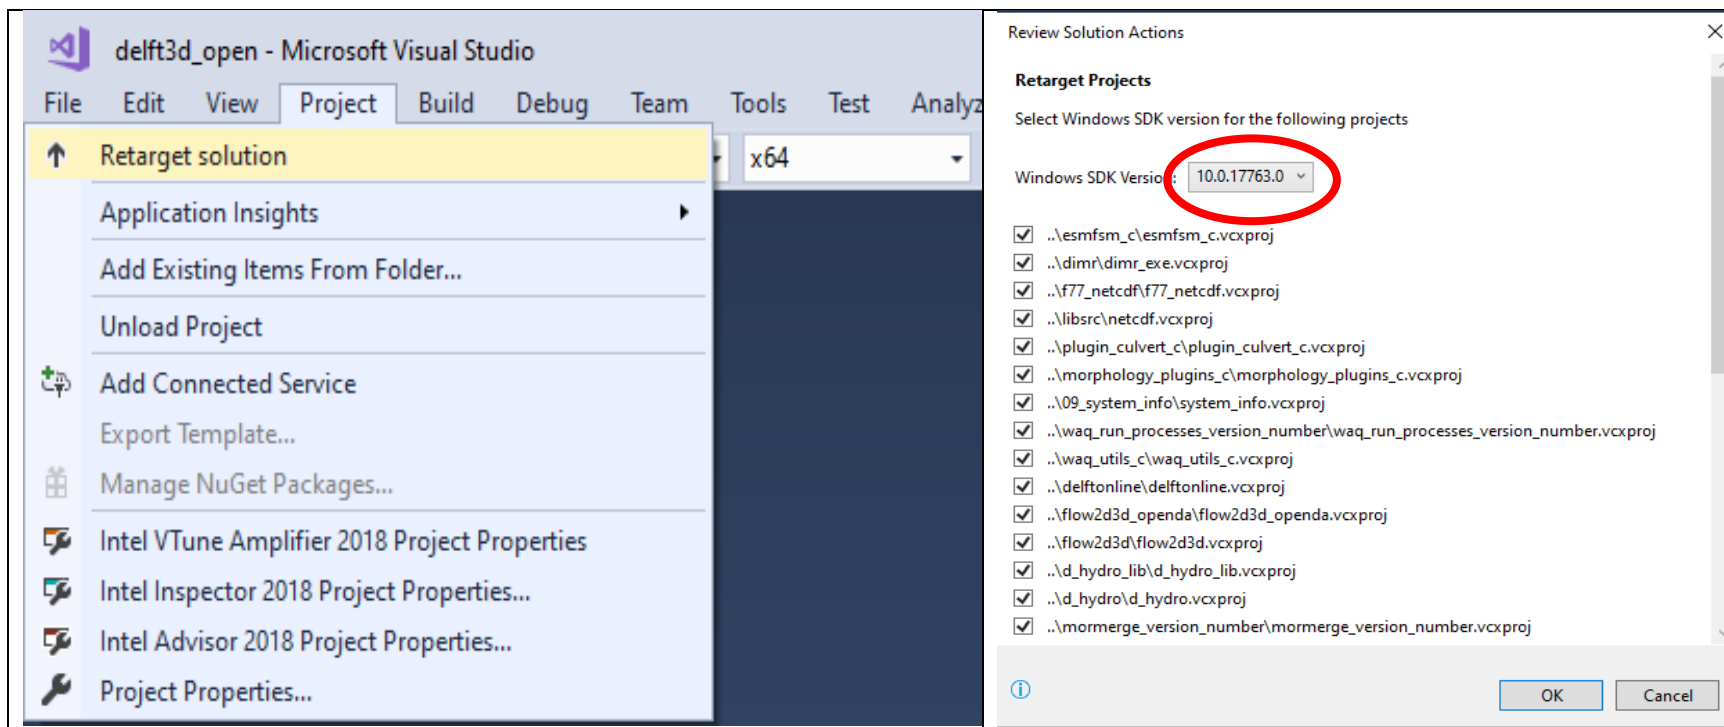 delft3d_open - Microsoft Visual Studio
File Edit View Project Build Debug Team Tools Test Analyz
Retarget solution
x64
Application Insights
Add Existing Items From Folder...
Unload Project
Add Connected Service
Export Template...
Manage NuGet Packages...
Intel VTune Amplifier 2018 Project Properties
Intel Inspector 2018 Project Properties...
Intel Advisor 2018 Project Properties...
Project Properties...
Review Solution Actions
Retarget Projects
Select Windows SDK version for the following projects
Windows SDK Version: 10.0.17763.0
..\esmfsm_c\esmfsm_c.vcxproj
..\dimr\dimr_exe.vcxproj
..\f77_netcdf\f77_netcdf.vcxproj
..\libsrc\netcdf.vcxproj
..\plugin_culvert_c\plugin_culvert_c.vcxproj
..\morphology_plugins_c\morphology_plugins_c.vcxproj
..\09_system_info\system_info.vcxproj
..\waq_run_processes_version_number\waq_run_processes_version_number.vcxproj
..\waq_utils_c\waq_utils_c.vcxproj
..\delftonline\delftonline.vcxproj
..\flow2d3d_openda\flow2d3d_openda.vcxproj
..\flow2d3d\flow2d3d.vcxproj
..\d_hydro_lib\d_hydro_lib.vcxproj
..\d_hydro\d_hydro.vcxproj
..\mormerge_version_number\mormerge_version_number.vcxproj
OK Cancel